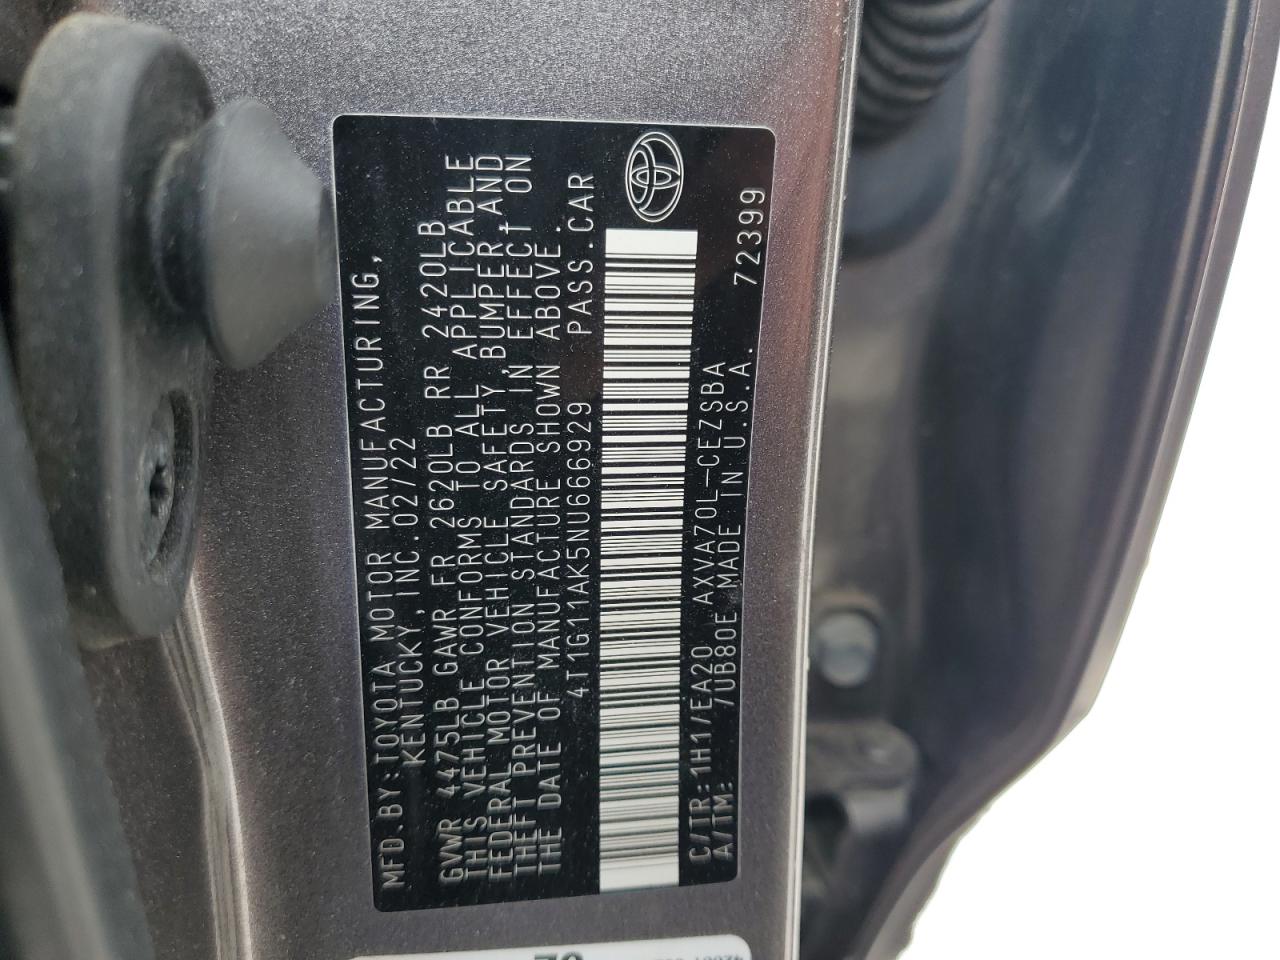 MFD.BY:TOYOTA MOTOR MANUFACTURING,
KENTUCKY, INC.02/22
GVWR 4475LB GAWR FR 2620LB RR 2420LB
THIS VEHICLE CONFORMS TO ALL APPLICABLE
FEDERAL MOTOR VEHICLE SAFETY,BUMPER,AND
THEFT PREVENTION STANDARDS IN EFFECT ON
THE DATE OF MANUFACTURE SHOWN ABOVE.
4T1G11AK5NU666929 PASS.CAR
C/TR:1H1/EA20 AXVA70L-CEZSBA
A/TM: 7UB80E MADE IN U.S.A. 72399